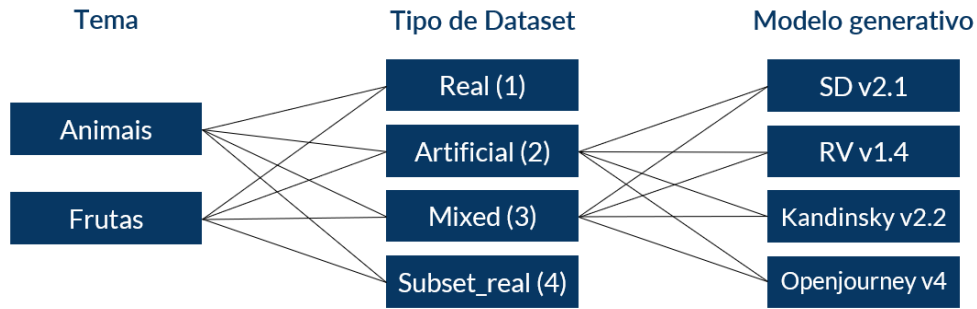 Tema
Tipo de Dataset
Modelo generativo
Animais
Frutas
Real (1)
Artificial (2)
Mixed (3)
Subset_real (4)
SD v2.1
RV v1.4
Kandinsky v2.2
Openjourney v4